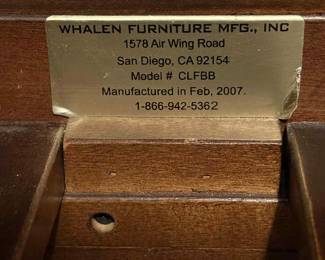 WHALEN FURNITURE MFG., INC
1578 Air Wing Road
San Diego, CA 92154
Model # CLFBB
Manufactured in Feb, 2007.
1-866-942-5362